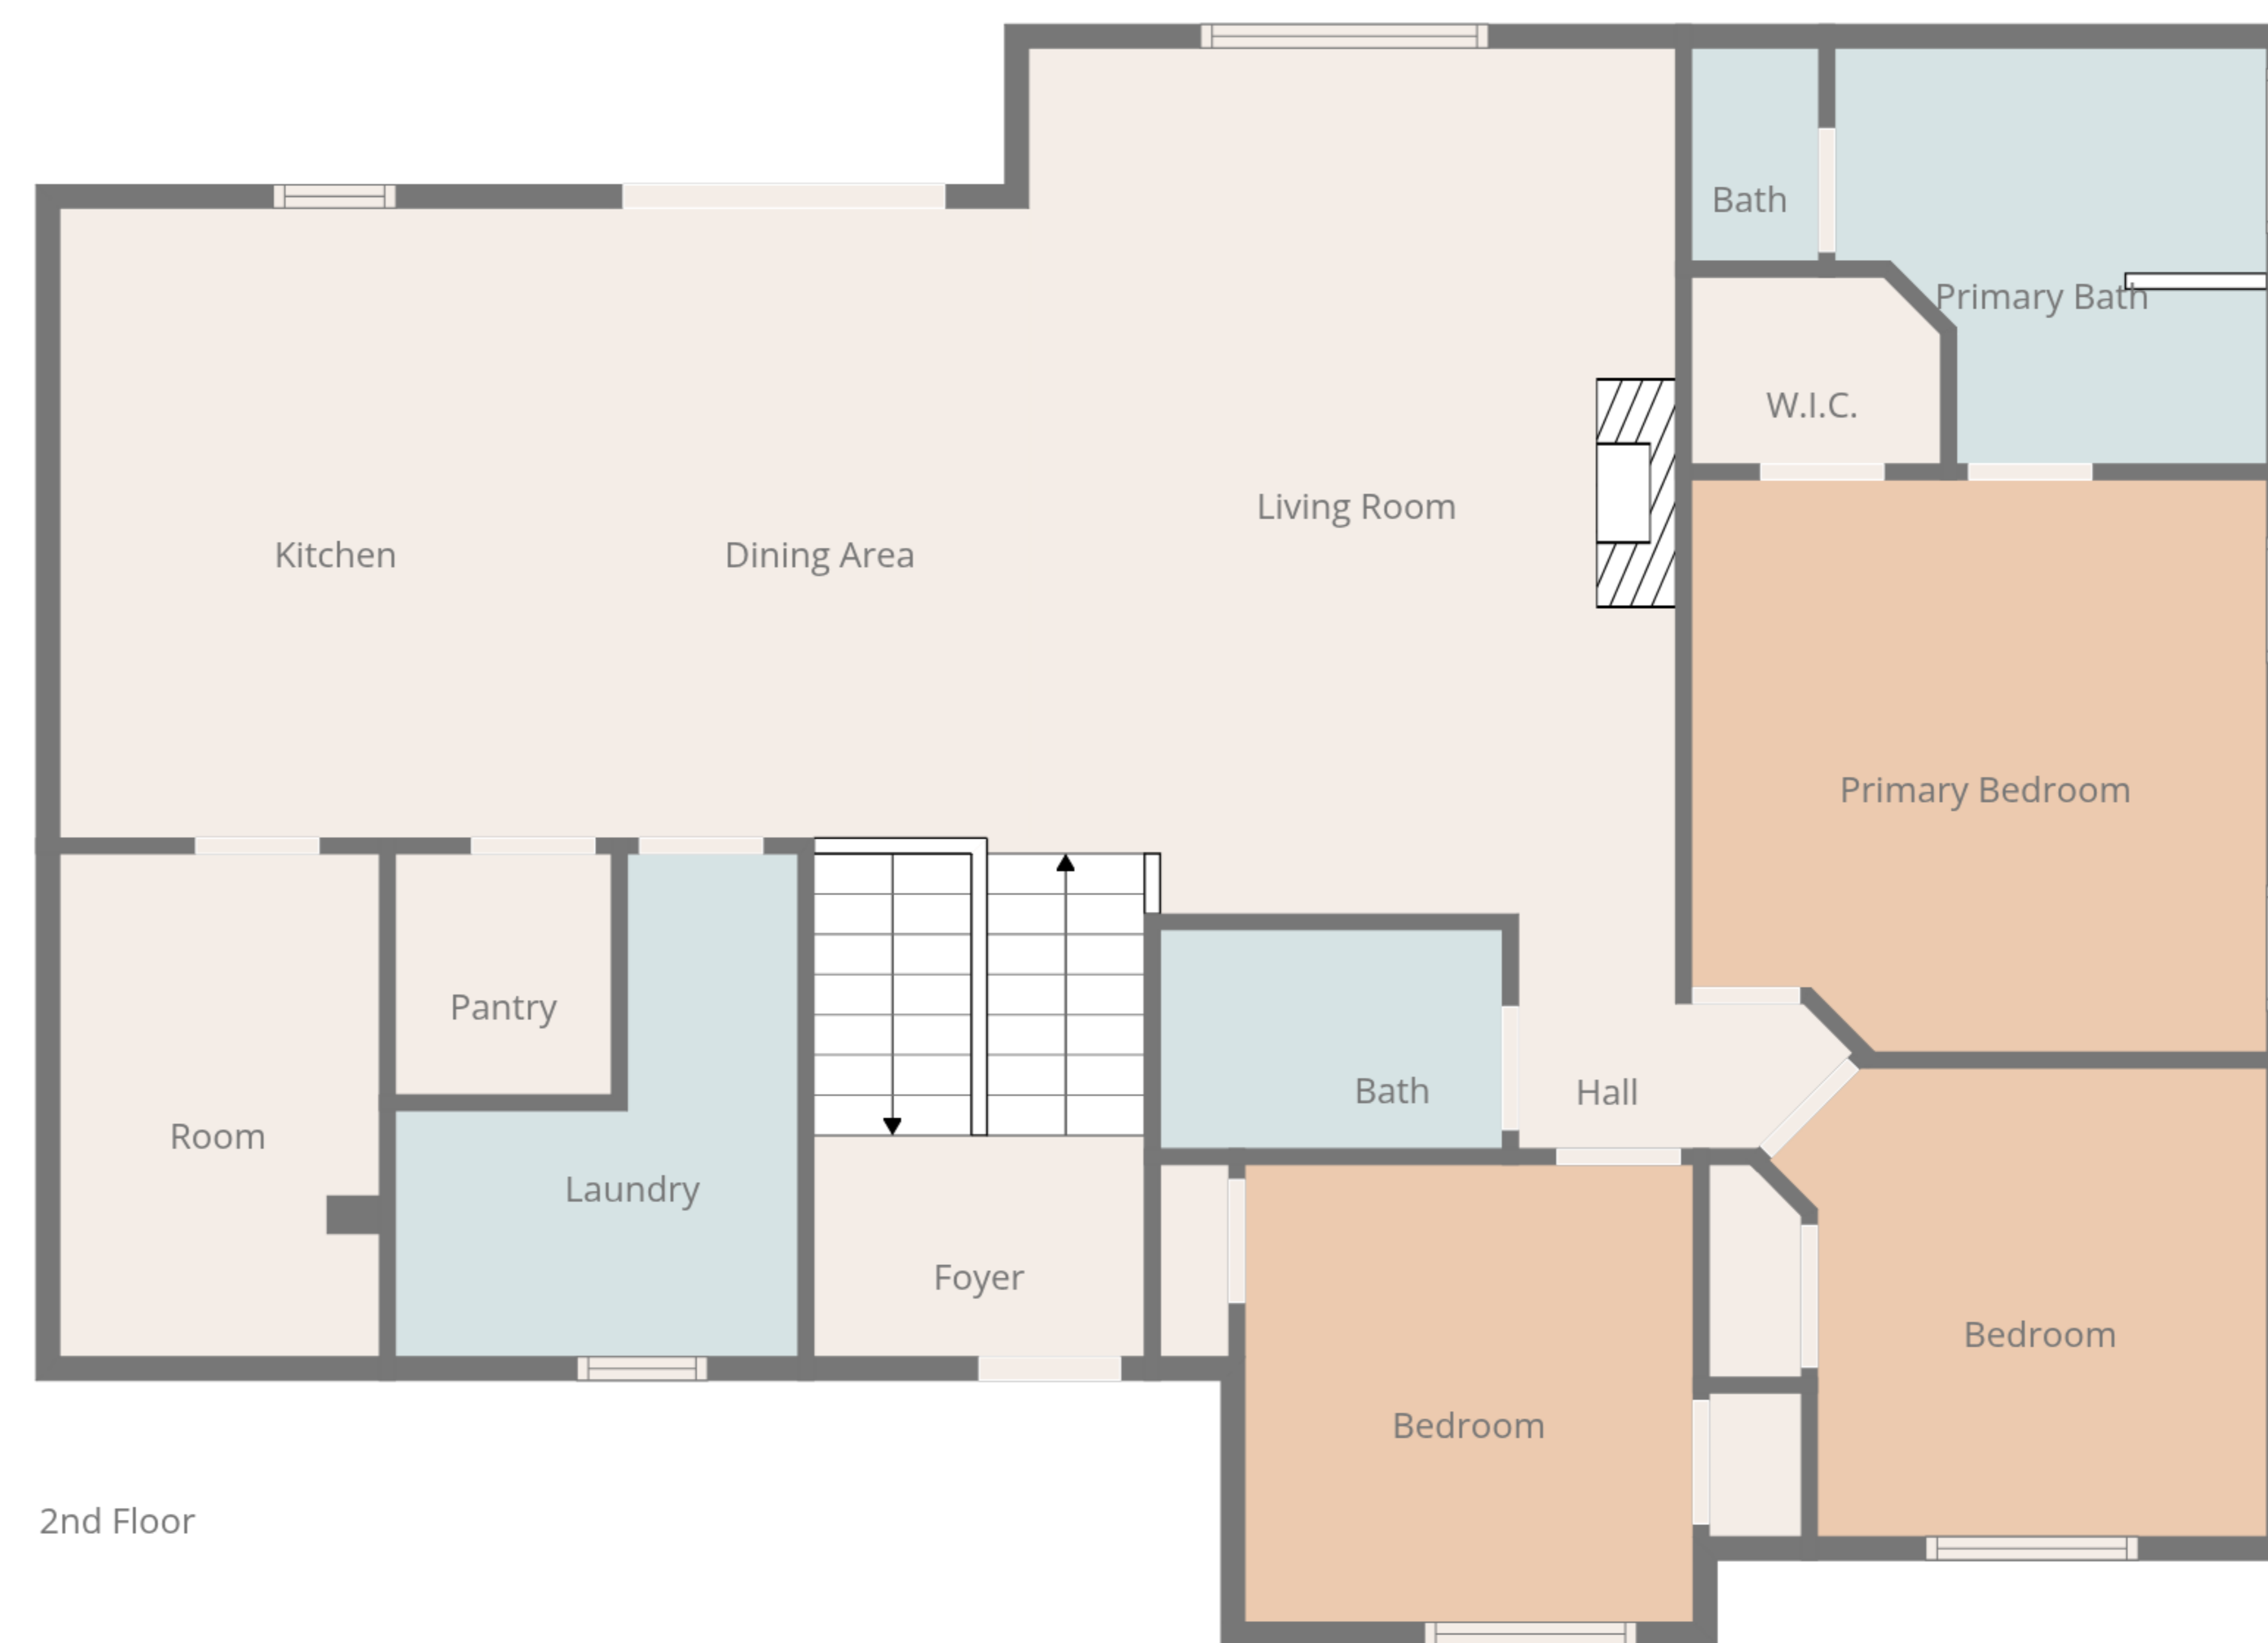 Bath
Primary Bath
W.I.C.
Living Room
Kitchen
Dining Area
Primary Bedroom
Pantry
Bath
Hall
Room
Laundry
Foyer
Bedroom
Bedroom
2nd Floor